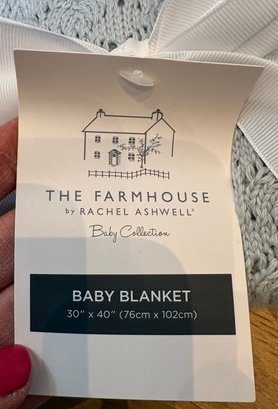 THE FARMHOUSE
by RACHEL ASHWELL®
Baby Collection
BABY BLANKET
30" x 40" (76cm x 102cm)